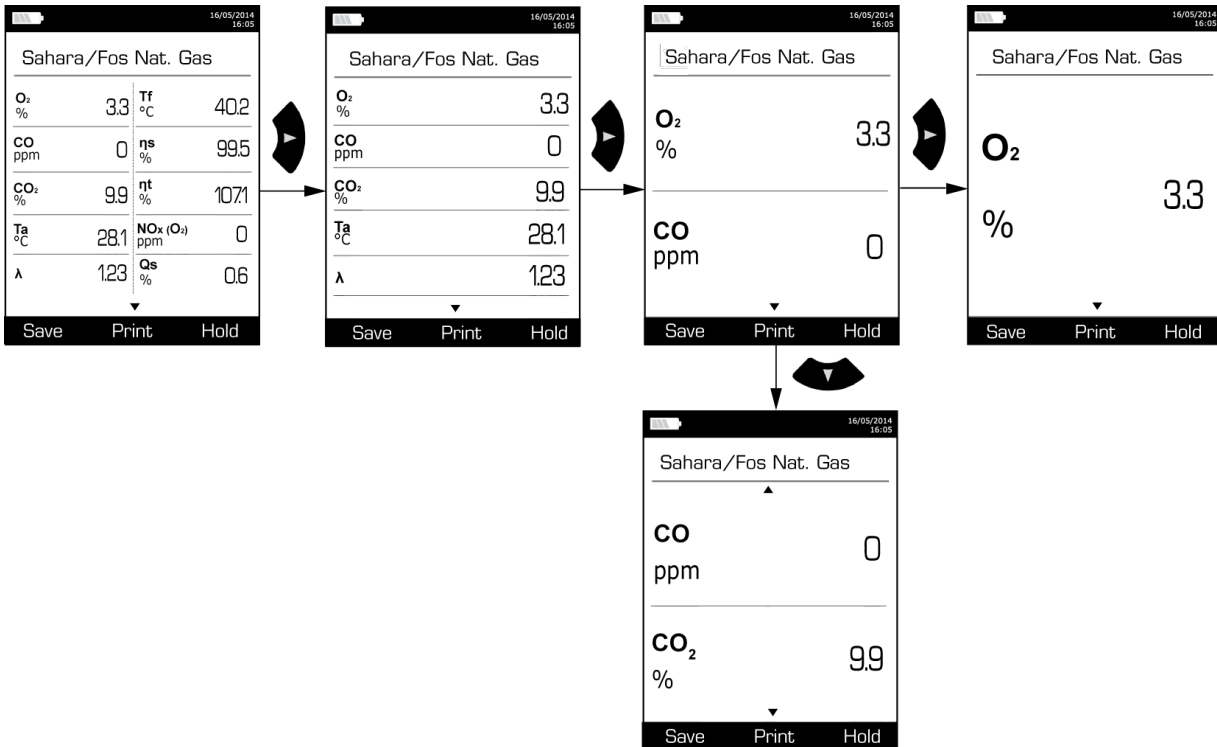 16/05/2014
16:05
Sahara/Fos Nat. Gas
O₂ % 3.3 Tf °C 40.2
CO ppm 0 ηs % 99.5
CO₂ % 9.9 ηt % 107.1
Ta °C 28.1 NOx (O₂) ppm 0
λ 1.23 Qs % 0.6
Save Print Hold
16/05/2014
16:05
Sahara/Fos Nat. Gas
O₂ % 3.3
CO ppm 0
CO₂ % 9.9
Ta °C 28.1
λ 1.23
Save Print Hold
16/05/2014
16:05
Sahara/Fos Nat. Gas
O₂
% 3.3
CO
ppm 0
Save Print Hold
16/05/2014
16:05
Sahara/Fos Nat. Gas
O₂
% 3.3
Save Print Hold
16/05/2014
16:05
Sahara/Fos Nat. Gas
CO
ppm 0
CO₂
% 9.9
Save Print Hold